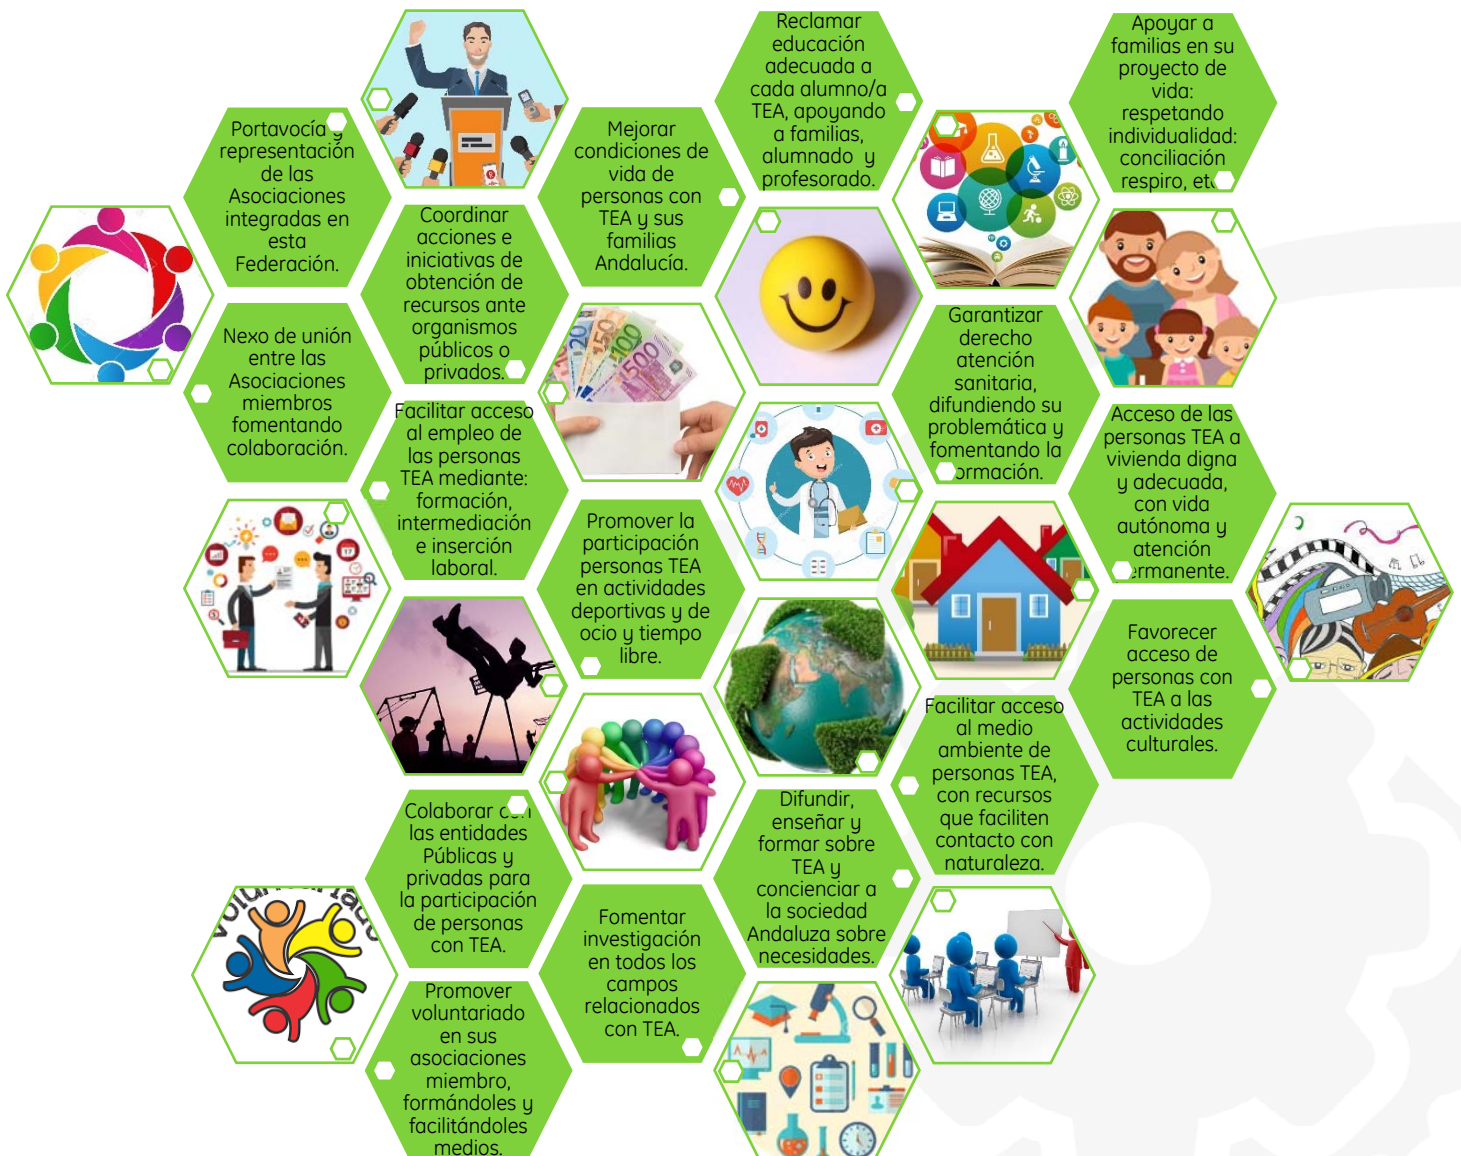 Portavocía y
representación
de las
Asociaciones
integradas en
esta
Federación.
Nexo de unión
entre las
Asociaciones
miembros
fomentando
colaboración.
Coordinar
acciones e
iniciativas de
obtención de
recursos ante
organismos
públicos o
privados.
Facilitar acceso
al empleo de
las personas
TEA mediante:
formación,
intermediación
e inserción
laboral.
Mejorar
condiciones de
vida de
personas con
TEA y sus
familias
Andalucía.
Promover la
participación
personas TEA
en actividades
deportivas y de
ocio y tiempo
libre.
Reclamar
educación
adecuada a
cada alumno/a
TEA, apoyando
a familias,
alumnado y
profesorado.
Garantizar
derecho
atención
sanitaria,
difundiendo su
problemática y
fomentando la
formación.
Apoyar a
familias en su
proyecto de
vida:
respetando
individualidad:
conciliación
respiro, etc
Acceso de las
personas TEA a
vivienda digna
y adecuada,
con vida
autónoma y
atención
permanente.
Favorecer
acceso de
personas con
TEA a las
actividades
culturales.
Facilitar acceso
al medio
ambiente de
personas TEA,
con recursos
que faciliten
contacto con
naturaleza.
Difundir,
enseñar y
formar sobre
TEA y
concienciar a
la sociedad
Andaluza sobre
necesidades.
Colaborar con
las entidades
Públicas y
privadas para
la participación
de personas
con TEA.
Fomentar
investigación
en todos los
campos
relacionados
con TEA.
Promover
voluntariado
en sus
asociaciones
miembro,
formándoles y
facilitándoles
medios.
voluntariado
20
50
100
500
17